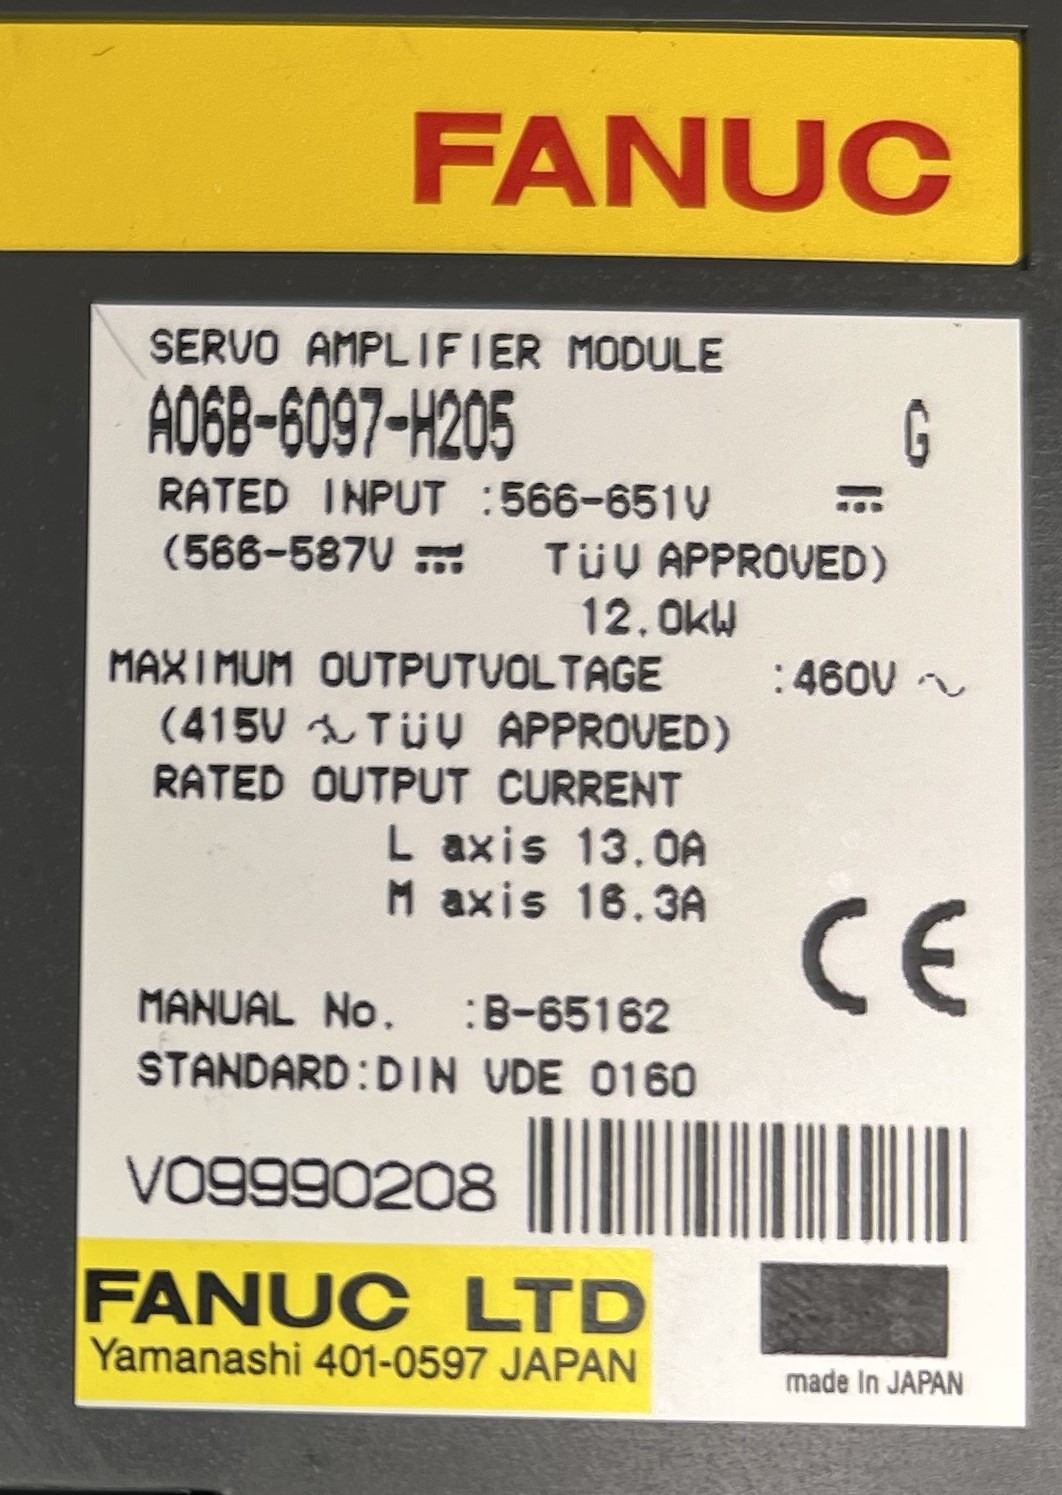 FANUC
SERVO AMPLIFIER MODULE
A06B-6097-H205 G
RATED INPUT :566-651V ⎓
(566-587V ⎓ TüV APPROVED)
12.0kW
MAXIMUM OUTPUTVOLTAGE :460V ~
(415V ~ TüV APPROVED)
RATED OUTPUT CURRENT
L axis 13.0A
M axis 16.3A
CE
MANUAL No. :B-65162
STANDARD:DIN VDE 0160
V09990208
FANUC LTD
Yamanashi 401-0597 JAPAN
made In JAPAN